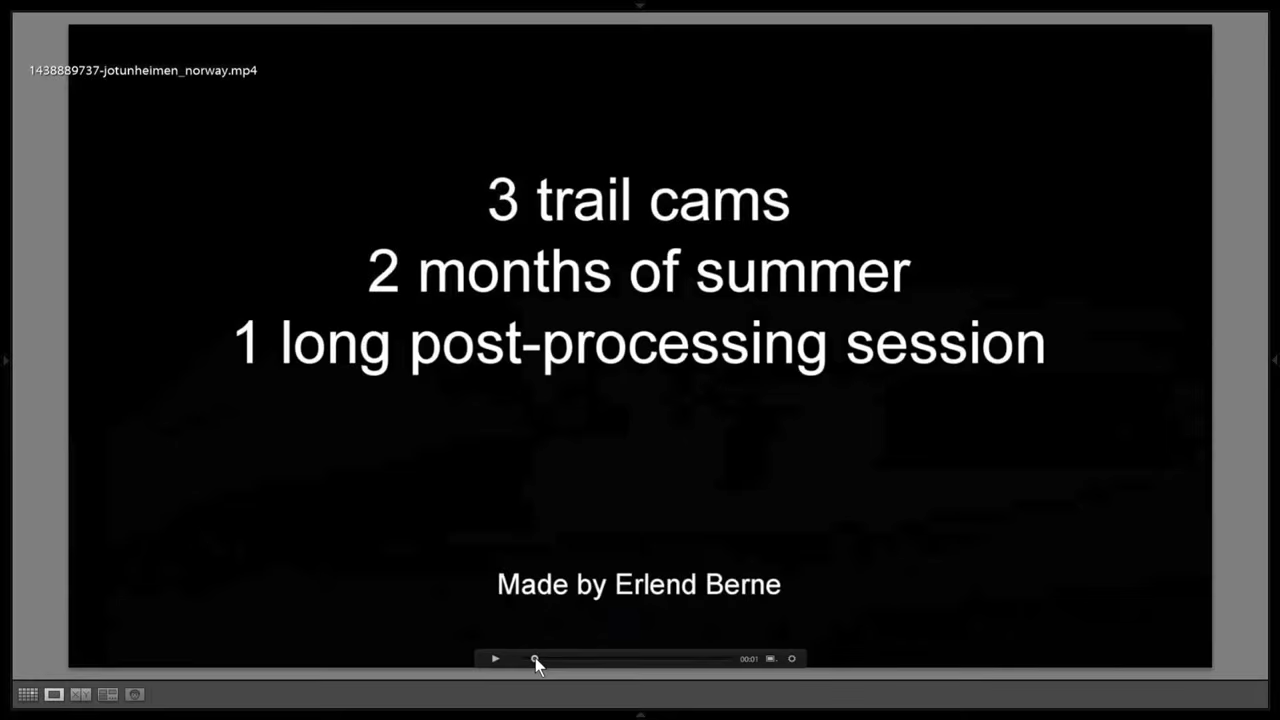 1438889737-jotunheimen_norway.mp4
3 trail cams
2 months of summer
1 long post-processing session
Made by Erlend Berne
00:01